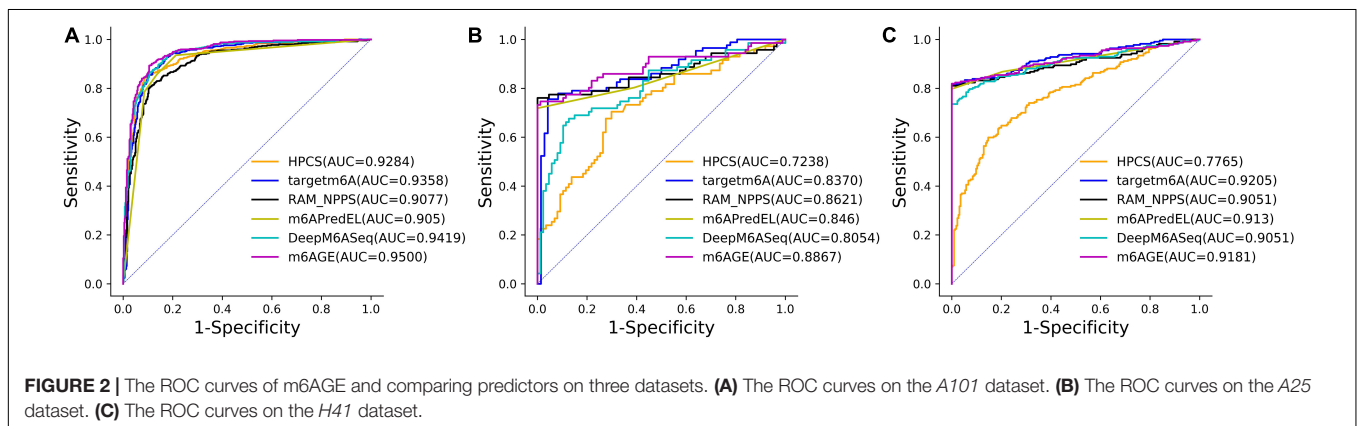 A
1.0
0.8
0.6
0.4
0.2
0.0
Sensitivity
HPCS(AUC=0.9284)
targetm6A(AUC=0.9358)
RAM_NPPS(AUC=0.9077)
m6APredEL(AUC=0.905)
DeepM6ASeq(AUC=0.9419)
m6AGE(AUC=0.9500)
0.0 0.2 0.4 0.6 0.8 1.0
1-Specificity
B
1.0
0.8
0.6
0.4
0.2
0.0
Sensitivity
HPCS(AUC=0.7238)
targetm6A(AUC=0.8370)
RAM_NPPS(AUC=0.8621)
m6APredEL(AUC=0.846)
DeepM6ASeq(AUC=0.8054)
m6AGE(AUC=0.8867)
0.0 0.2 0.4 0.6 0.8 1.0
1-Specificity
C
1.0
0.8
0.6
0.4
0.2
0.0
Sensitivity
HPCS(AUC=0.7765)
targetm6A(AUC=0.9205)
RAM_NPPS(AUC=0.9051)
m6APredEL(AUC=0.913)
DeepM6ASeq(AUC=0.9051)
m6AGE(AUC=0.9181)
0.0 0.2 0.4 0.6 0.8 1.0
1-Specificity
FIGURE 2 | The ROC curves of m6AGE and comparing predictors on three datasets. (A) The ROC curves on the A101 dataset. (B) The ROC curves on the A25
dataset. (C) The ROC curves on the H41 dataset.